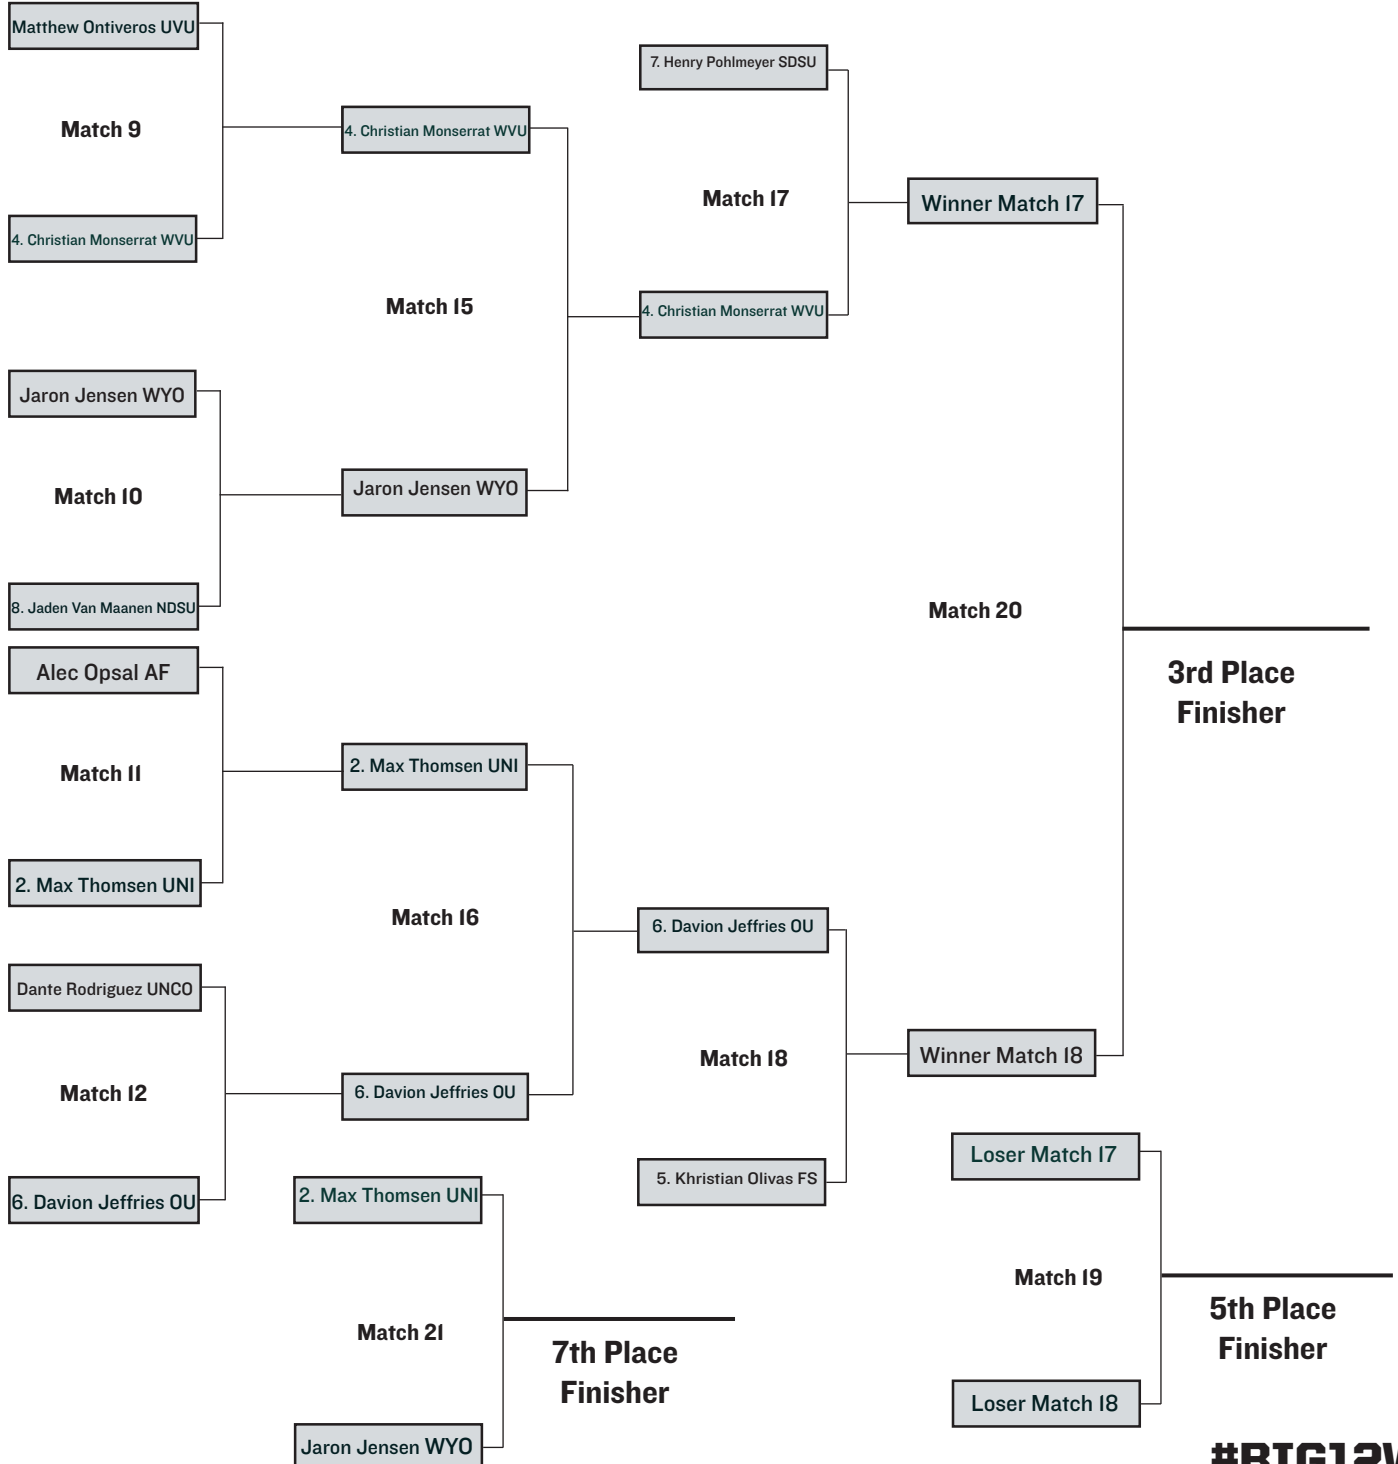 Matthew Ontiveros UVU
Match 9
4. Christian Monserrat WVU
4. Christian Monserrat WVU
Match 15
Jaron Jensen WYO
Match 10
8. Jaden Van Maanen NDSU
Jaron Jensen WYO
7. Henry Pohlmeyer SDSU
Match 17
4. Christian Monserrat WVU
Winner Match 17
Alec Opsal AF
Match 11
2. Max Thomsen UNI
2. Max Thomsen UNI
Match 16
Dante Rodriguez UNCO
Match 12
6. Davion Jeffries OU
6. Davion Jeffries OU
6. Davion Jeffries OU
Match 18
5. Khristian Olivas FS
Winner Match 18
Match 20
3rd Place
Finisher
2. Max Thomsen UNI
Match 21
Jaron Jensen WYO
7th Place
Finisher
Loser Match 17
Match 19
Loser Match 18
5th Place
Finisher